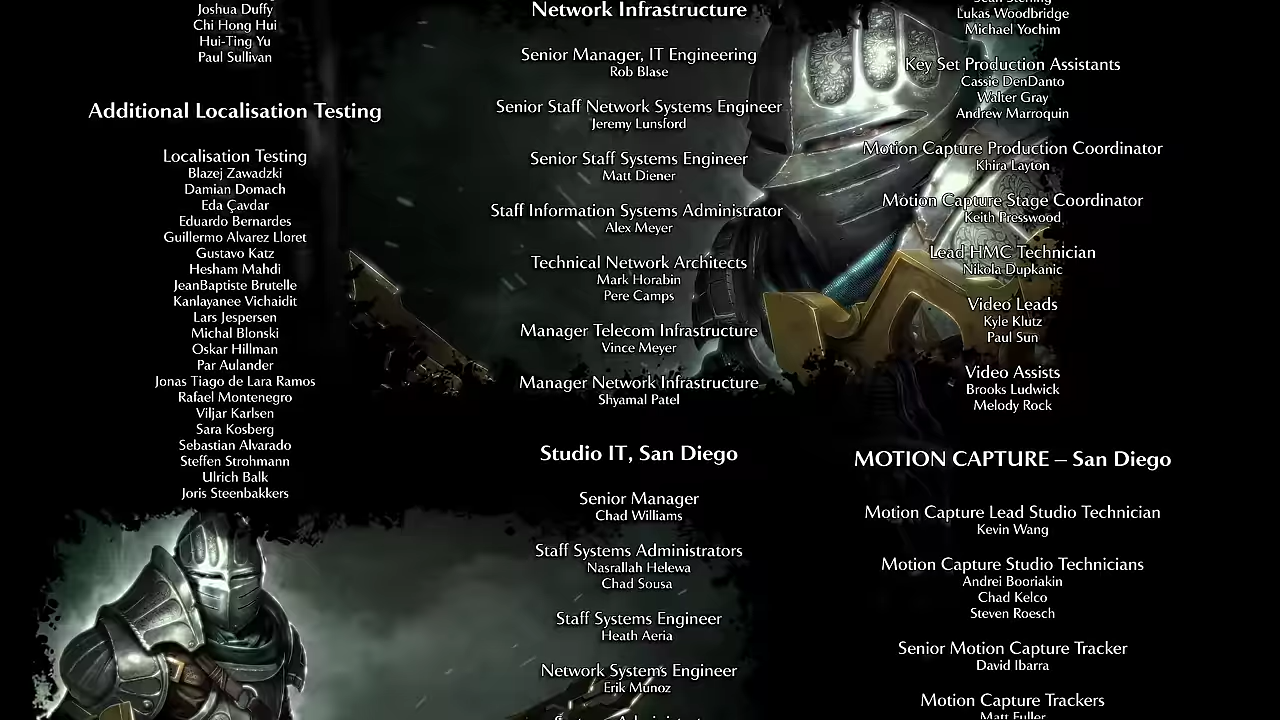 Joshua Duffy
Chi Hong Hui
Hui-Ting Yu
Paul Sullivan
Additional Localisation Testing
Localisation Testing
Blazej Zawadzki
Damian Domach
Eda Çavdar
Eduardo Bernardes
Guillermo Alvarez Lloret
Gustavo Katz
Hesham Mahdi
JeanBaptiste Brutelle
Kanlayanee Vichaidit
Lars Jespersen
Michal Blonski
Oskar Hillman
Par Aulander
Jonas Tiago de Lara Ramos
Rafael Montenegro
Viljar Karlsen
Sara Kosberg
Sebastian Alvarado
Steffen Strohmann
Ulrich Balk
Joris Steenbakkers
Network Infrastructure
Senior Manager, IT Engineering
Rob Blase
Senior Staff Network Systems Engineer
Jeremy Lunsford
Senior Staff Systems Engineer
Matt Diener
Staff Information Systems Administrator
Alex Meyer
Technical Network Architects
Mark Horabin
Pere Camps
Manager Telecom Infrastructure
Vince Meyer
Manager Network Infrastructure
Shyamal Patel
Studio IT, San Diego
Senior Manager
Chad Williams
Staff Systems Administrators
Nasrallah Helewa
Chad Sousa
Staff Systems Engineer
Heath Aeria
Network Systems Engineer
Erik Munoz
Lukas Woodbridge
Michael Yochim
Key Set Production Assistants
Cassie DenDanto
Walter Gray
Andrew Marroquin
Motion Capture Production Coordinator
Khira Layton
Motion Capture Stage Coordinator
Keith Presswood
Lead HMC Technician
Nikola Dupkanic
Video Leads
Kyle Klutz
Paul Sun
Video Assists
Brooks Ludwick
Melody Rock
MOTION CAPTURE – San Diego
Motion Capture Lead Studio Technician
Kevin Wang
Motion Capture Studio Technicians
Andrei Booriakin
Chad Kelco
Steven Roesch
Senior Motion Capture Tracker
David Ibarra
Motion Capture Trackers
Matt Fuller